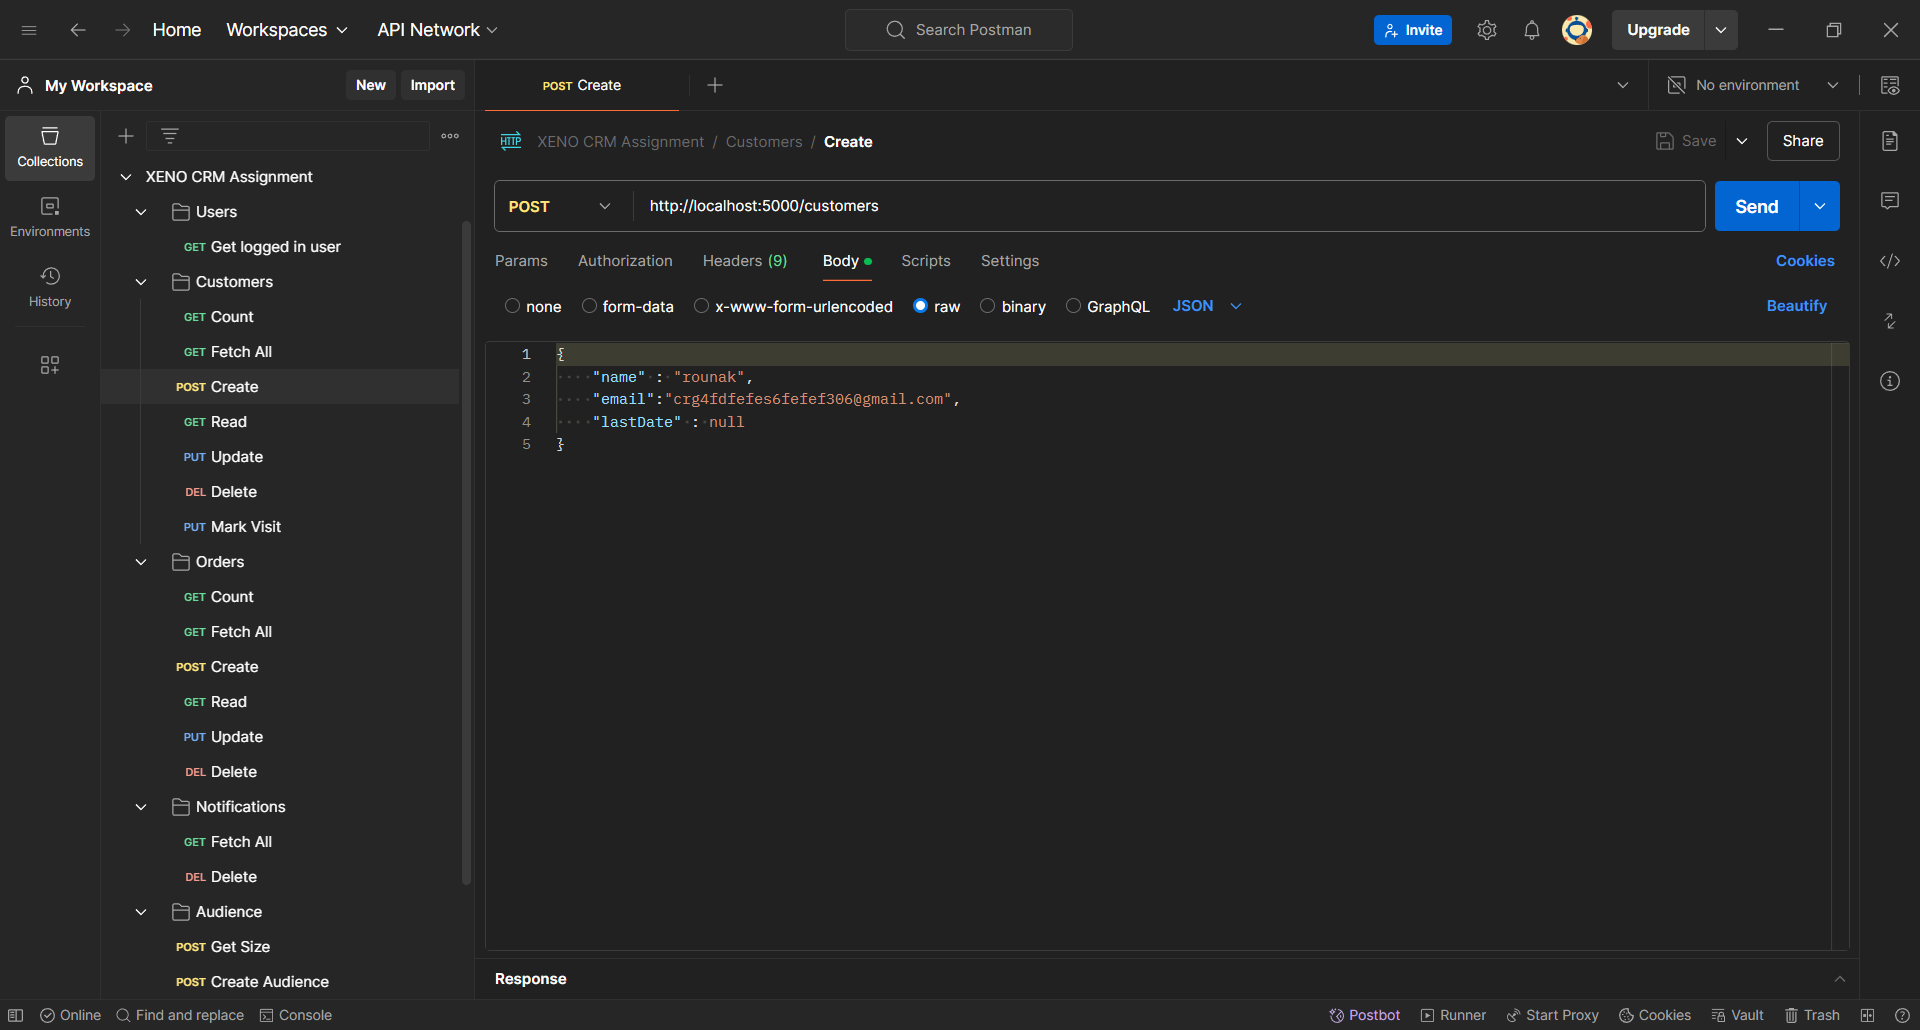 Home Workspaces API Network Search Postman Invite Upgrade
My Workspace New Import POST Create No environment
XENO CRM Assignment / Customers / Create Save Share
POST http://localhost:5000/customers Send
Params Authorization Headers (9) Body Scripts Settings Cookies
none form-data x-www-form-urlencoded raw binary GraphQL JSON Beautify
1 {
2 "name" : "rounak",
3 "email":"crg4fdfefes6fefef306@gmail.com",
4 "lastDate" : null
5 }
Response
Collections
Environments
History
XENO CRM Assignment
Users
GET Get logged in user
Customers
GET Count
GET Fetch All
POST Create
GET Read
PUT Update
DEL Delete
PUT Mark Visit
Orders
GET Count
GET Fetch All
POST Create
GET Read
PUT Update
DEL Delete
Notifications
GET Fetch All
DEL Delete
Audience
POST Get Size
POST Create Audience
Online Find and replace Console Postbot Runner Start Proxy Cookies Vault Trash